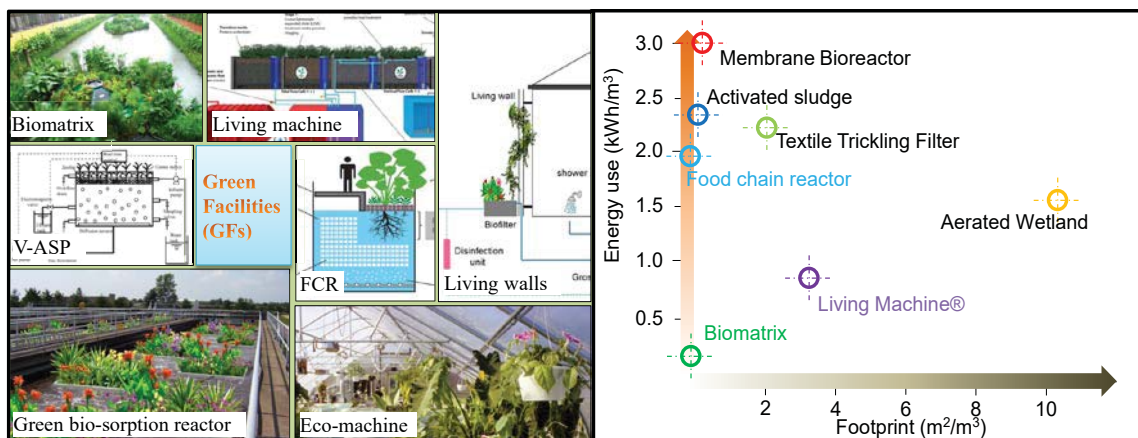 Biomatrix
Living machine
V-ASP
Green
Facilities
(GFs)
FCR
Living wall
shower
Biofilter
Disinfection
unit
Living walls
Green bio-sorption reactor
Eco-machine
Energy use (kWh/m³)
3.0
2.5
2.0
1.5
1.0
0.5
Membrane Bioreactor
Activated sludge
Textile Trickling Filter
Food chain reactor
Aerated Wetland
Living Machine®
Biomatrix
2
4
6
8
10
Footprint (m²/m³)